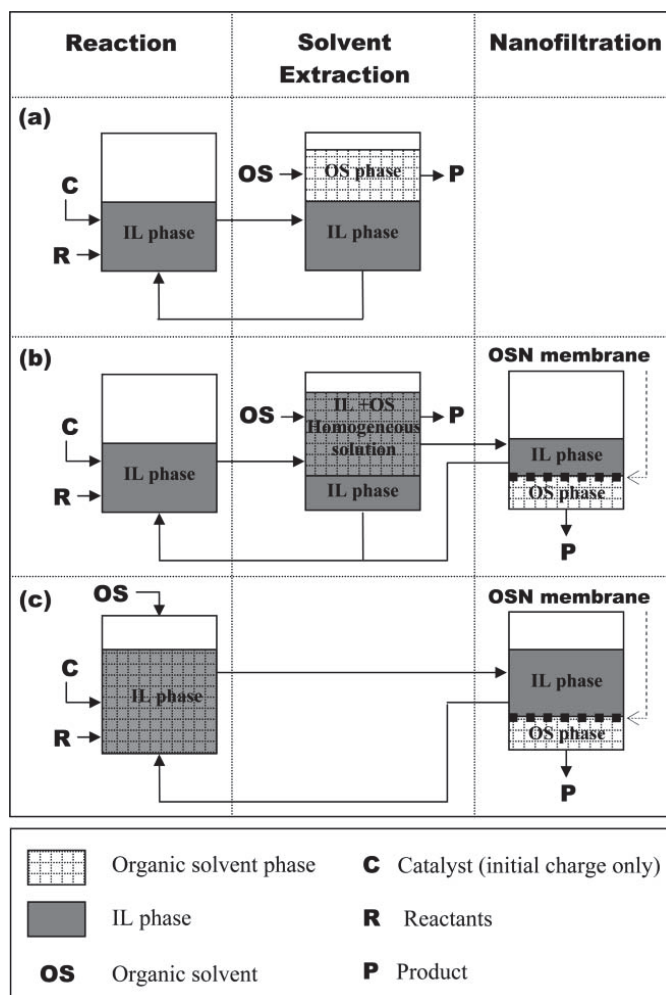 Reaction
Solvent
Extraction
Nanofiltration
(a)
C
R
IL phase
OS
OS phase
IL phase
P
(b)
C
R
IL phase
OS
IL +OS
Homogeneous
solution
IL phase
P
OSN membrane
IL phase
OS phase
P
(c)
OS
C
R
IL phase
OSN membrane
IL phase
OS phase
P
Organic solvent phase
C Catalyst (initial charge only)
IL phase
R Reactants
OS Organic solvent
P Product